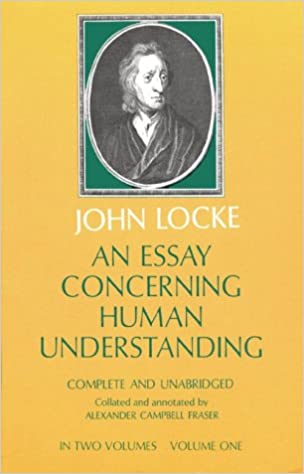 JOHN LOCKE
AN ESSAY
CONCERNING
HUMAN
UNDERSTANDING
COMPLETE AND UNABRIDGED
Collated and annotated by
ALEXANDER CAMPBELL FRASER
IN TWO VOLUMES VOLUME ONE